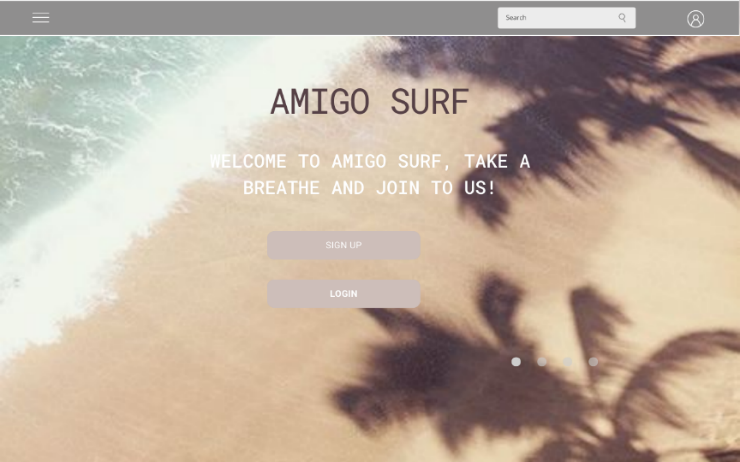 Search
AMIGO SURF
WELCOME TO AMIGO SURF, TAKE A
BREATHE AND JOIN TO US!
SIGN UP
LOGIN